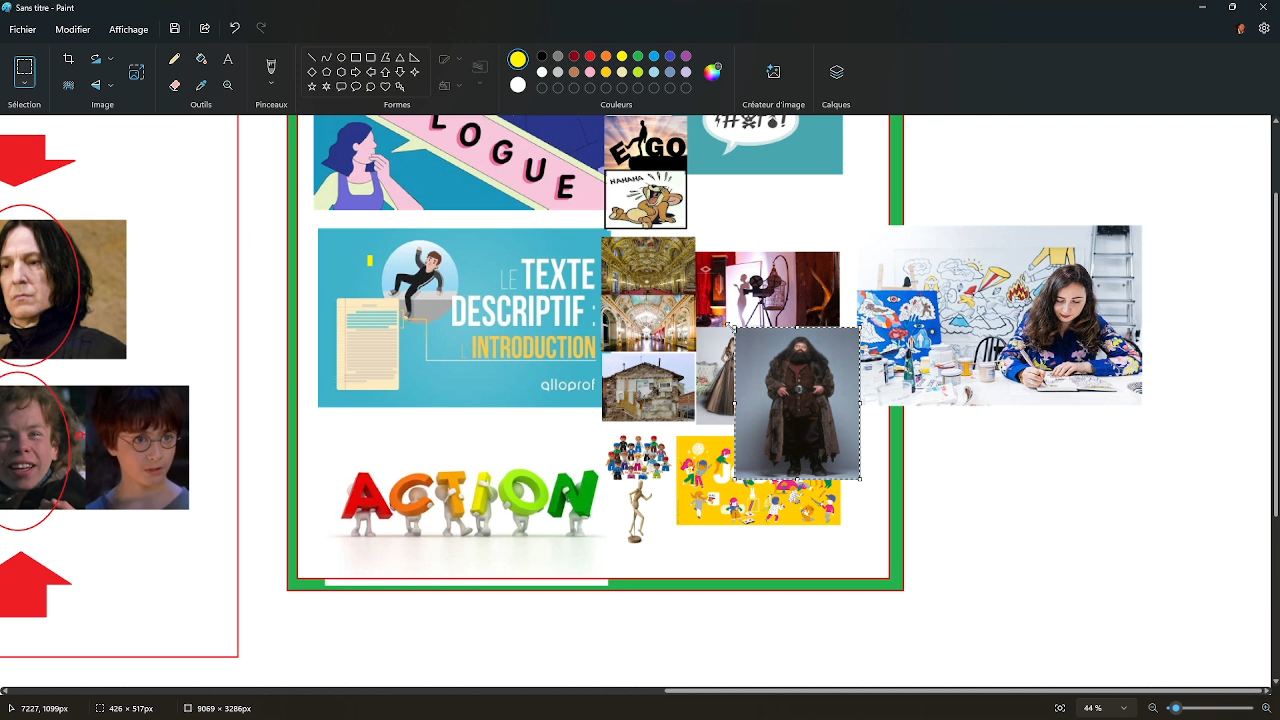 Sans titre - Paint
Fichier
Modifier
Affichage
Sélection
Image
Outils
Pinceaux
Formes
Couleurs
Créateur d'image
Calques
LOGUE
EGO
!#※!
HAHAHA
LE TEXTE
DESCRIPTIF :
L'INTRODUCTION
alloprof
ACTION
7227, 1099px
426 × 517px
9069 × 3286px
44 %